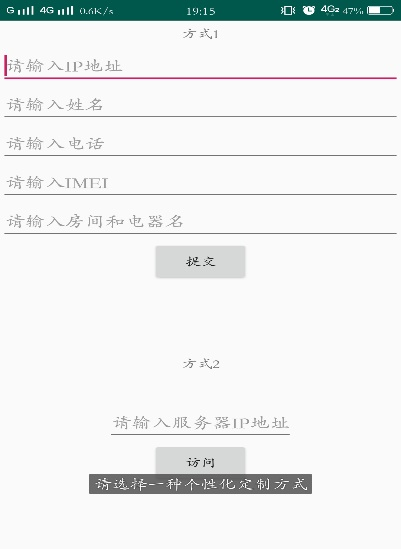 G 4G 0.6K/s 19:15 4G2 47%
方式1
请输入IP地址
请输入姓名
请输入电话
请输入IMEI
请输入房间和电器名
提交
方式2
请输入服务器IP地址
访问
请选择一种个性化定制方式